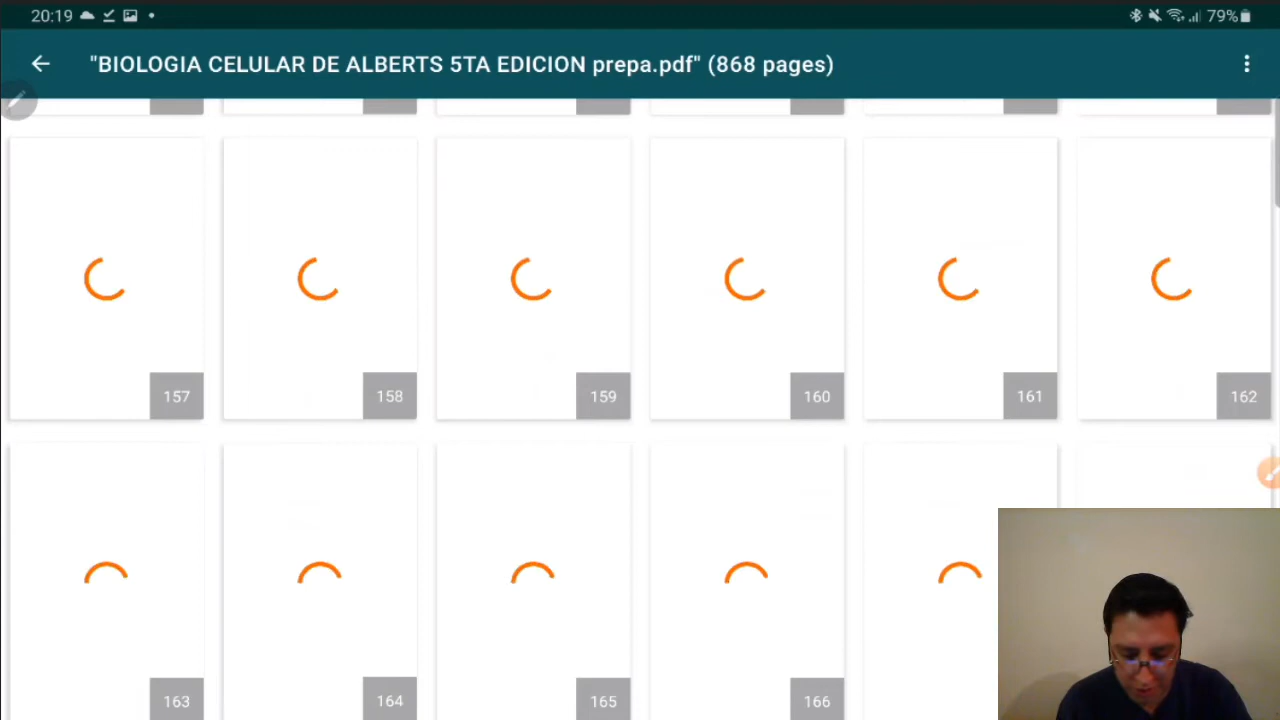 20:19
79%
"BIOLOGIA CELULAR DE ALBERTS 5TA EDICION prepa.pdf" (868 pages)
157 158 159 160 161 162
163 164 165 166